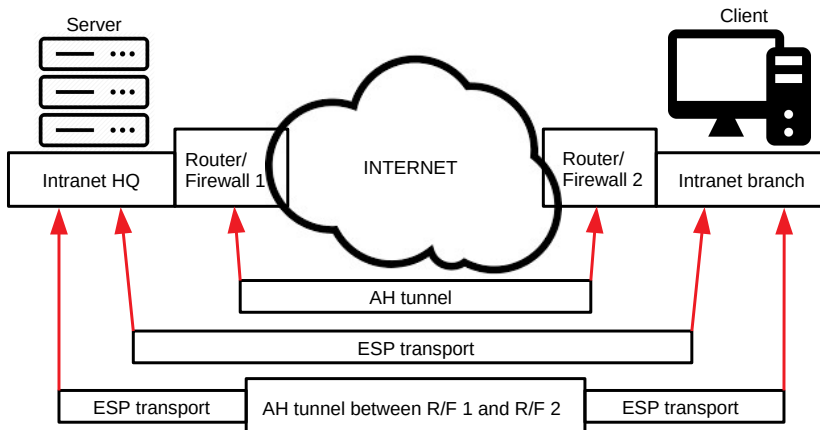 Server
Client
Router/
Firewall 1
INTERNET
Router/
Firewall 2
Intranet HQ
Intranet branch
AH tunnel
ESP transport
ESP transport
AH tunnel between R/F 1 and R/F 2
ESP transport